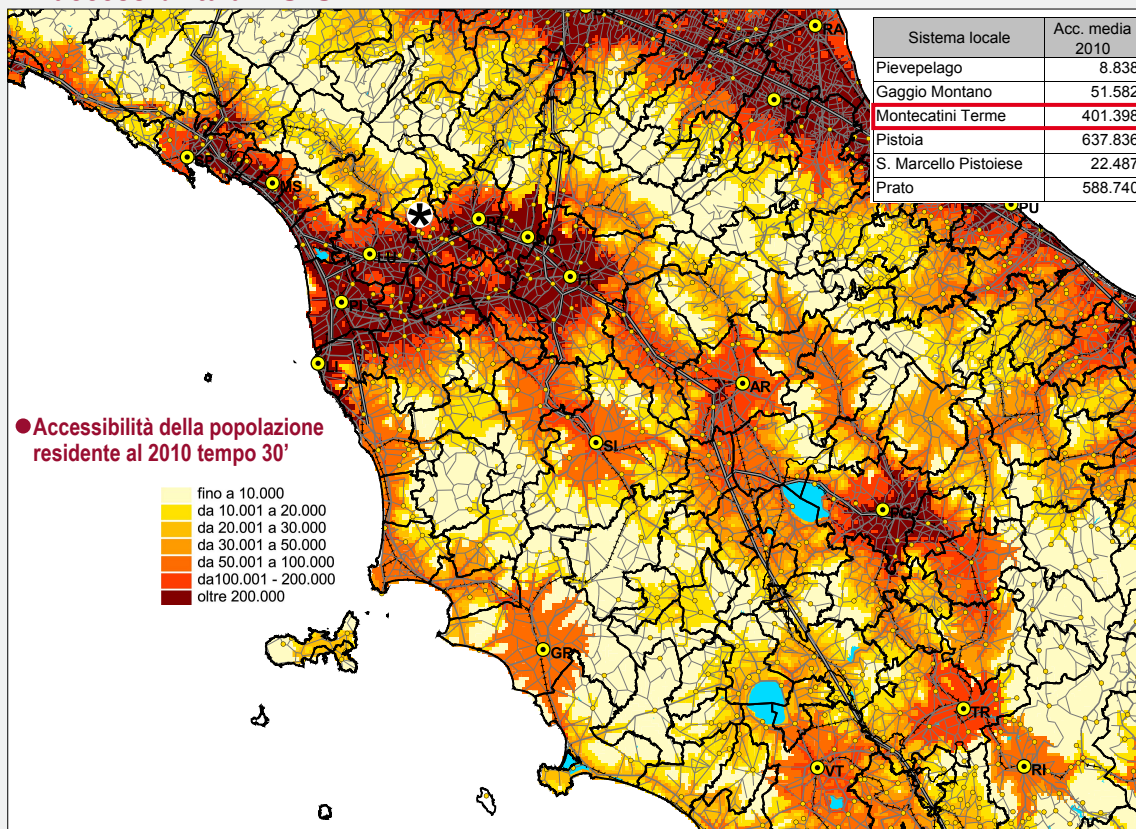 Sistema locale
Acc. media
2010
Pievepelago 8.838
Gaggio Montano 51.582
Montecatini Terme 401.398
Pistoia 637.836
S. Marcello Pistoiese 22.487
Prato 588.740
RA
FC
PU
SP
MS
LU
PI
LI
AR
SI
PG
GR
TR
VT
RI
Accessibilità della popolazione
residente al 2010 tempo 30’
fino a 10.000
da 10.001 a 20.000
da 20.001 a 30.000
da 30.001 a 50.000
da 50.001 a 100.000
da100.001 - 200.000
oltre 200.000